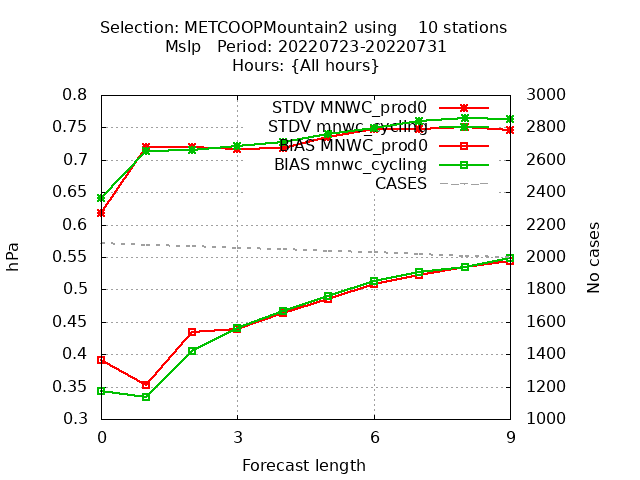 Selection: METCOOPMountain2 using    10 stations
Mslp   Period: 20220723-20220731
Hours: {All hours}
0.8
0.75
0.7
0.65
0.6
0.55
0.5
0.45
0.4
0.35
0.3
hPa
STDV MNWC_prod0
STDV mnwc_cycling
BIAS MNWC_prod0
BIAS mnwc_cycling
CASES
3000
2800
2600
2400
2200
2000
1800
1600
1400
1200
1000
No cases
0
3
6
9
Forecast length